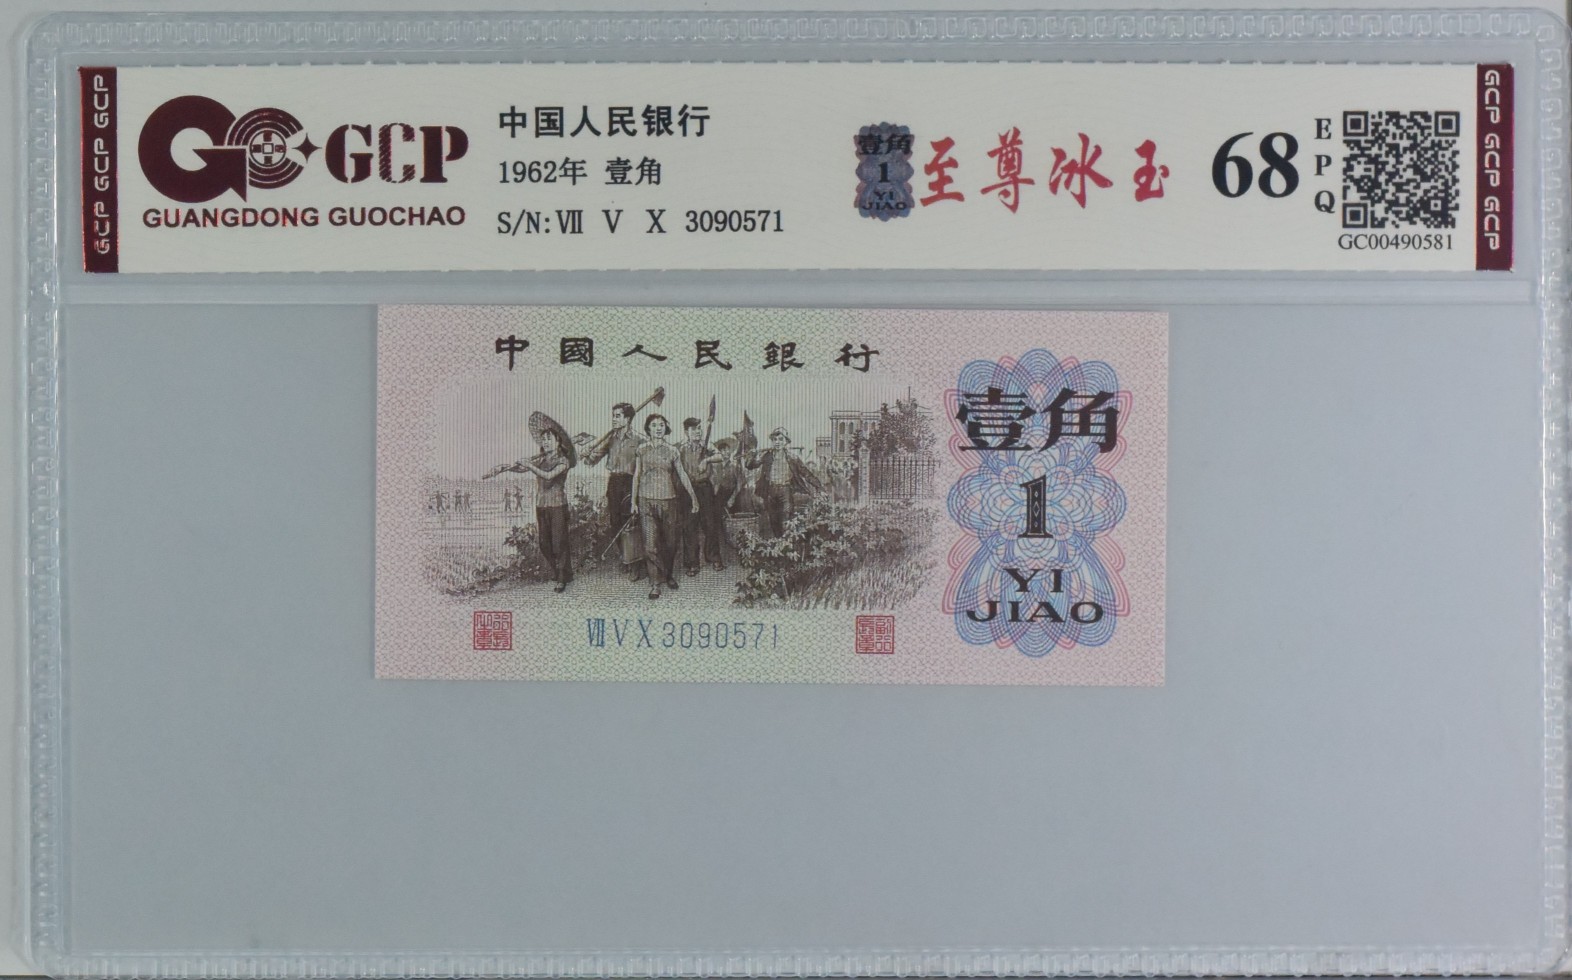 GCP GCP GCP
GCP
GUANGDONG GUOCHAO
中国人民银行
1962年 壹角
S/N:Ⅶ Ⅴ Ⅹ 3090571
壹角
1
YI
JIAO
至尊冰玉
68
EPQ
GC00490581
GCP GCP GCP
中國人民銀行
壹角
1
YI
JIAO
ⅦⅤⅩ3090571